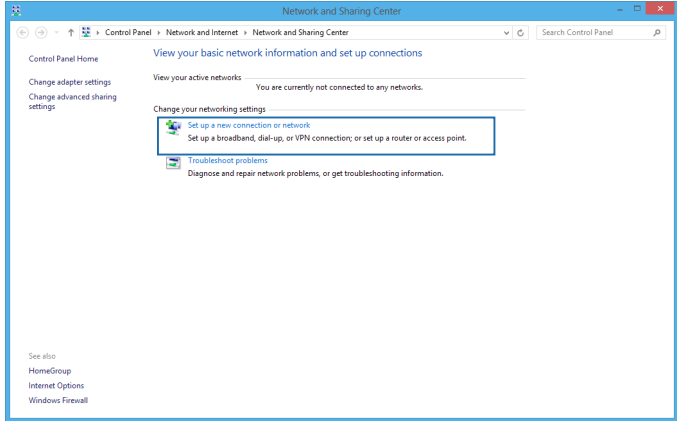 Network and Sharing Center
Control Panel Network and Internet Network and Sharing Center
Search Control Panel
Control Panel Home
Change adapter settings
Change advanced sharing
settings
View your basic network information and set up connections
View your active networks
You are currently not connected to any networks.
Change your networking settings
Set up a new connection or network
Set up a broadband, dial-up, or VPN connection; or set up a router or access point.
Troubleshoot problems
Diagnose and repair network problems, or get troubleshooting information.
See also
HomeGroup
Internet Options
Windows Firewall